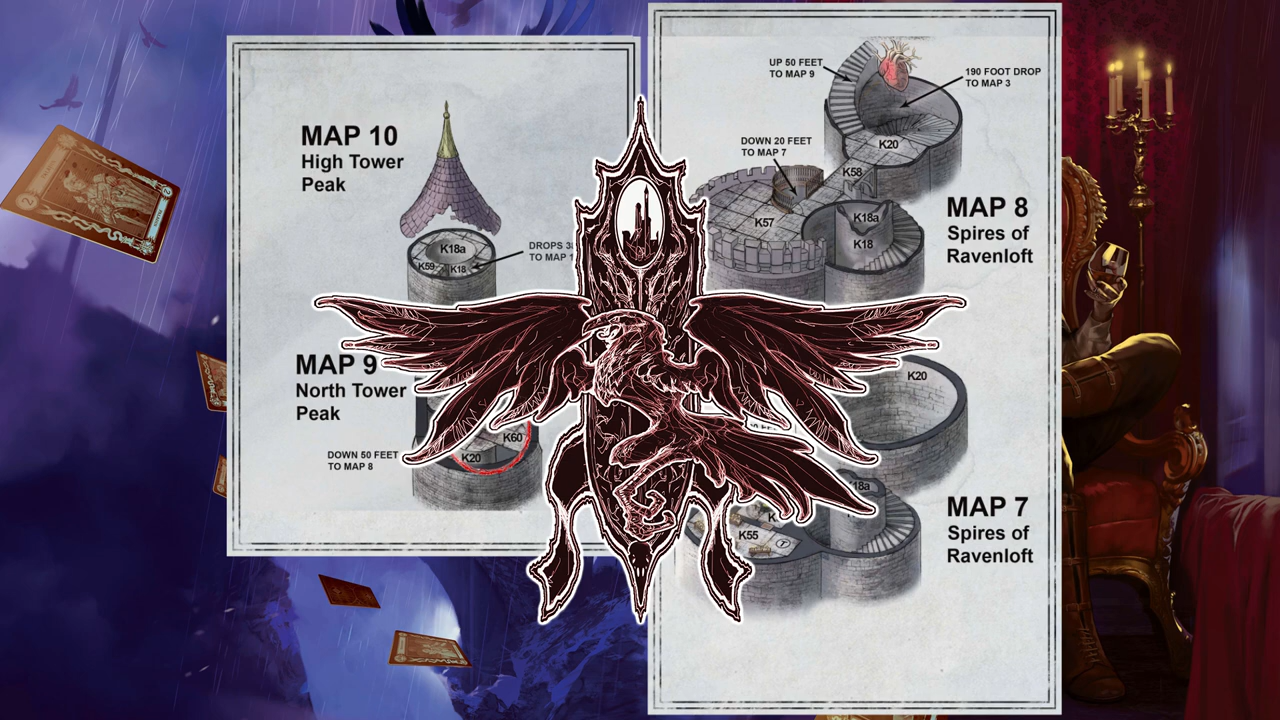 MAP 10
High Tower
Peak
K18a
K59
K18
DROPS
TO MAP
MAP 9
North Tower
Peak
K60
K20
DOWN 50 FEET
TO MAP 8
UP 50 FEET
TO MAP 9
190 FOOT DROP
TO MAP 3
DOWN 20 FEET
TO MAP 7
K20
K58
K57
K18a
K18
MAP 8
Spires of
Ravenloft
K20
18a
K55
T
MAP 7
Spires of
Ravenloft